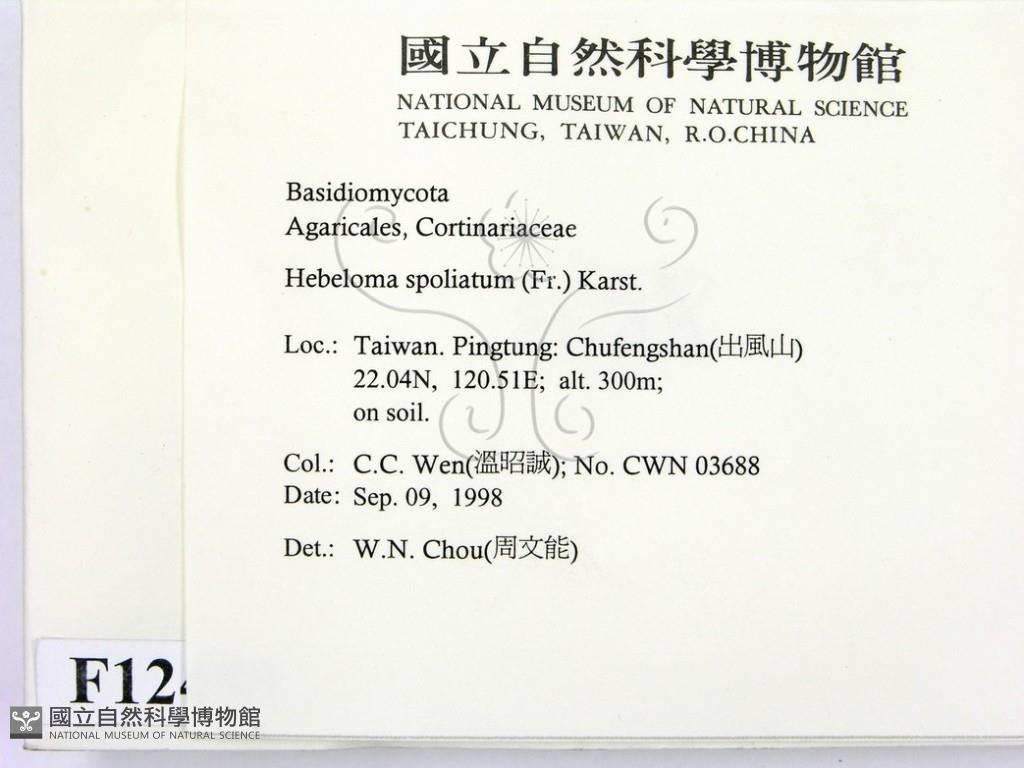 國立自然科學博物館
NATIONAL MUSEUM OF NATURAL SCIENCE
TAICHUNG, TAIWAN, R.O.CHINA
Basidiomycota
Agaricales, Cortinariaceae
Hebeloma spoliatum (Fr.) Karst.
Loc.: Taiwan. Pingtung: Chufengshan(出風山)
22.04N, 120.51E; alt. 300m;
on soil.
Col.: C.C. Wen(溫昭誠); No. CWN 03688
Date: Sep. 09, 1998
Det.: W.N. Chou(周文能)
F124
國立自然科學博物館
NATIONAL MUSEUM OF NATURAL SCIENCE